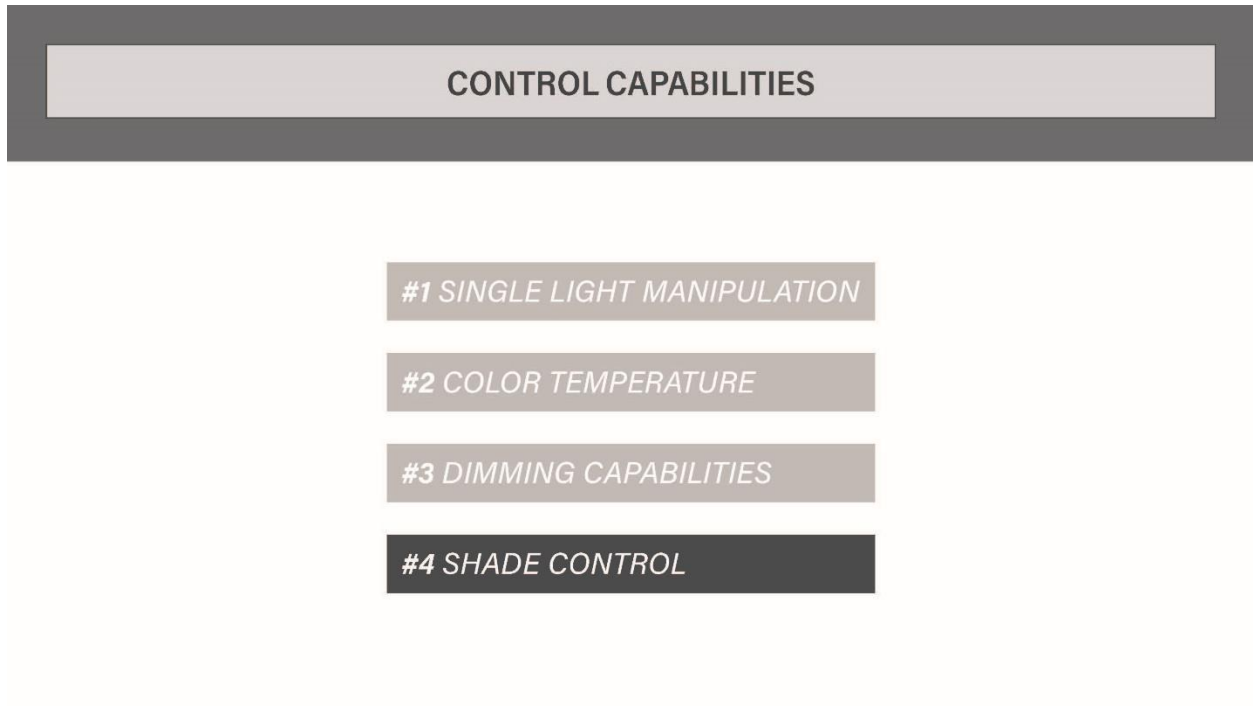 CONTROL CAPABILITIES
#1 SINGLE LIGHT MANIPULATION
#2 COLOR TEMPERATURE
#3 DIMMING CAPABILITIES
#4 SHADE CONTROL